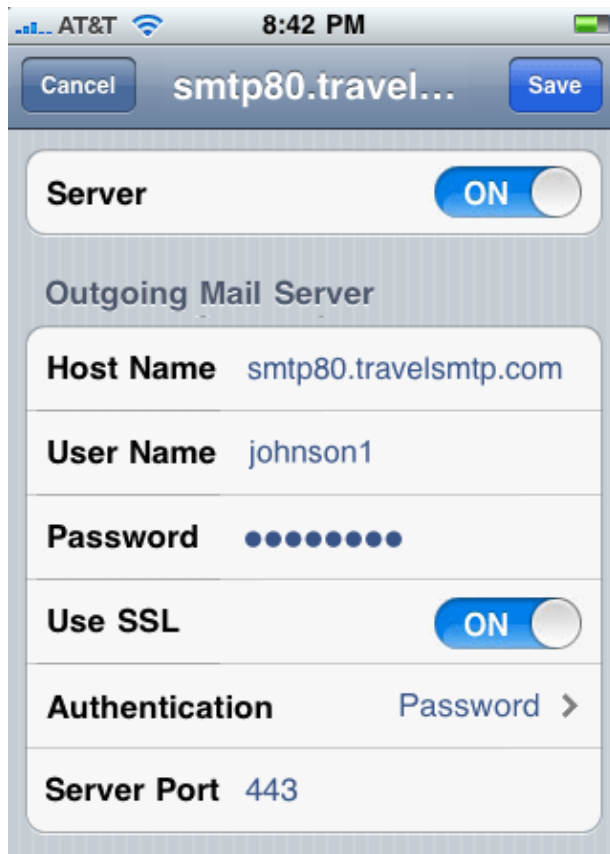 AT&T 8:42 PM
Cancel smtp80.travel... Save
Server ON
Outgoing Mail Server
Host Name smtp80.travelsmtp.com
User Name johnson1
Password ●●●●●●●●
Use SSL ON
Authentication Password >
Server Port 443